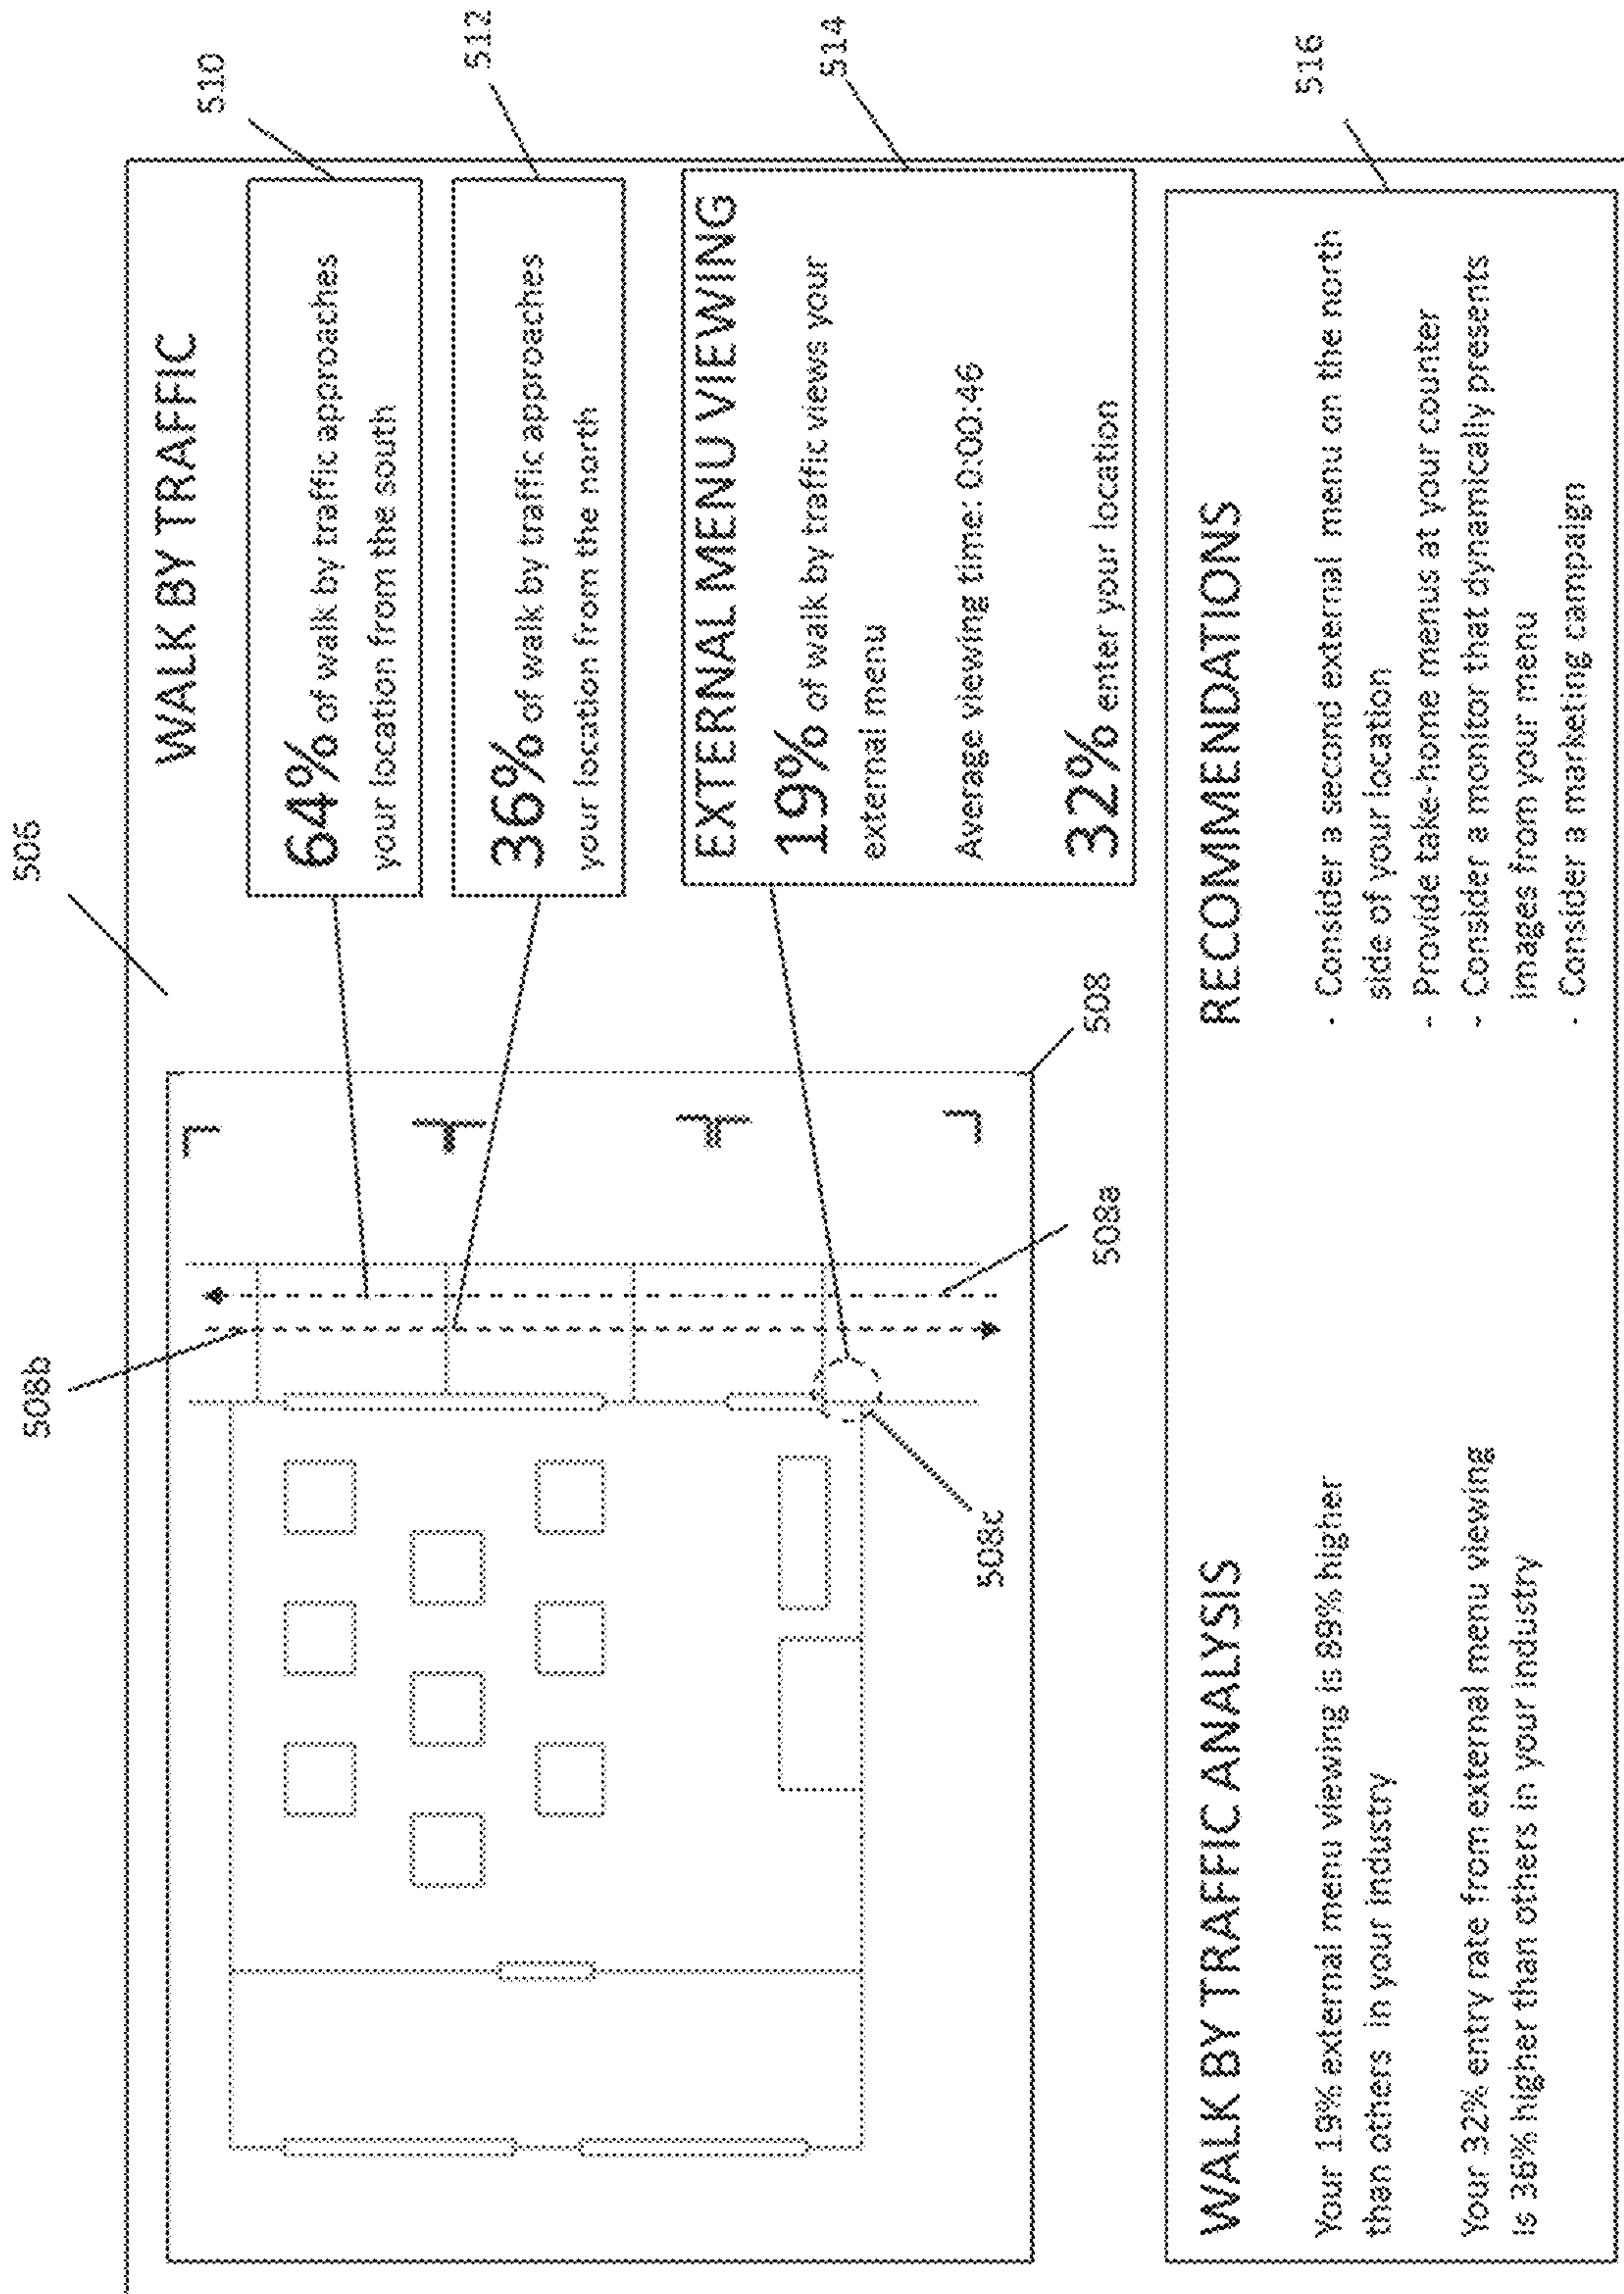 506
WALK BY TRAFFIC
510
64% of walk by traffic approaches
your location from the south
512
36% of walk by traffic approaches
your location from the north
514
EXTERNAL MENU VIEWING
19% of walk by traffic views your
external menu
Average viewing time: 0:00:46
32% enter your location
508b
508
508a
508c
516
WALK BY TRAFFIC ANALYSIS
Your 19% external menu viewing is 89% higher
than others in your industry
Your 32% entry rate from external menu viewing
is 36% higher than others in your industry
RECOMMENDATIONS
- Consider a second external menu on the north
side of your location
- Provide take-home menus at your counter
- Consider a monitor that dynamically presents
images from your menu
- Consider a marketing campaign